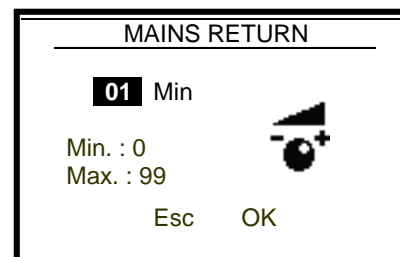 MAINS RETURN
01 Min
Min. : 0
Max. : 99
Esc OK